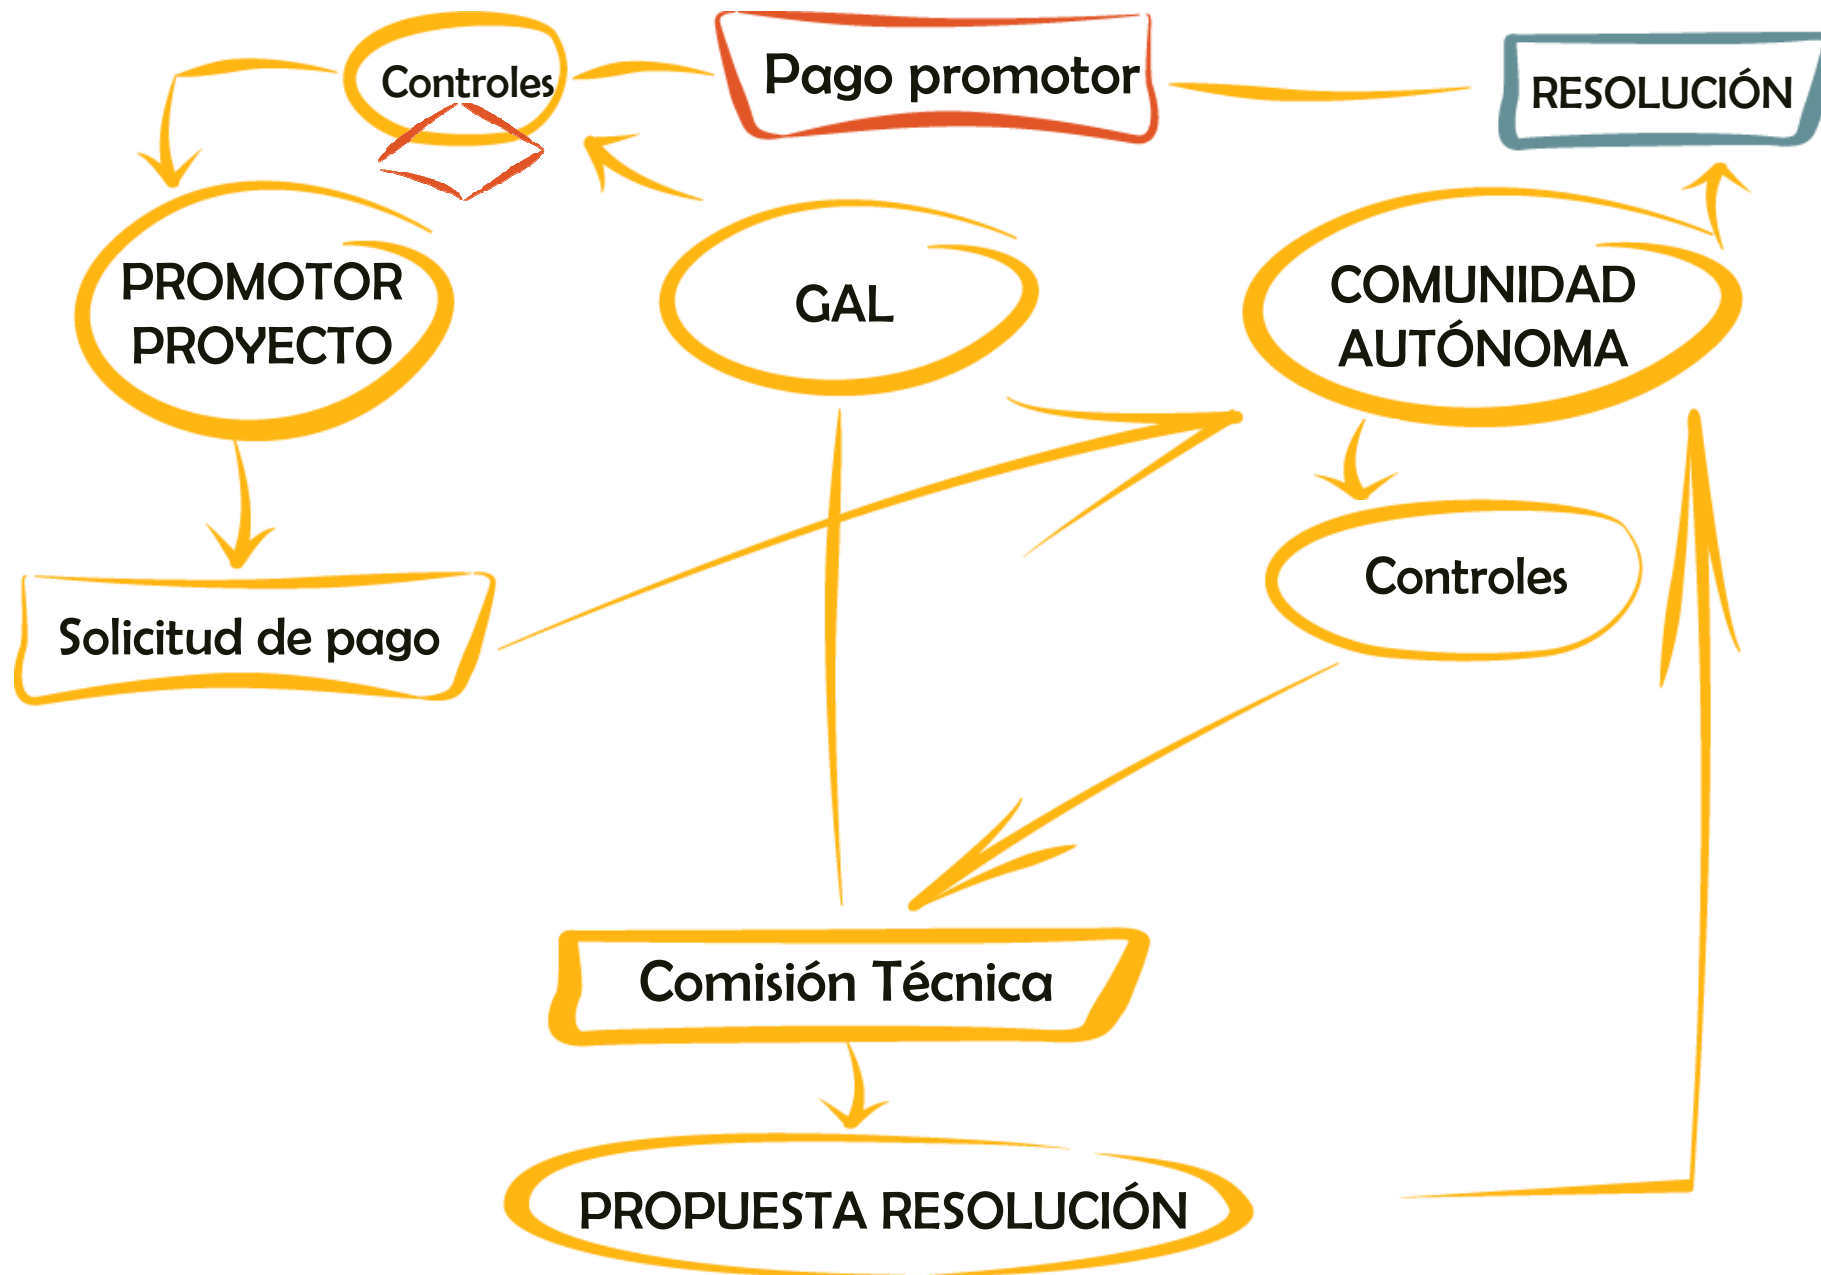 Controles
Pago promotor
RESOLUCIÓN
PROMOTOR
PROYECTO
GAL
COMUNIDAD
AUTÓNOMA
Controles
Solicitud de pago
Comisión Técnica
PROPUESTA RESOLUCIÓN